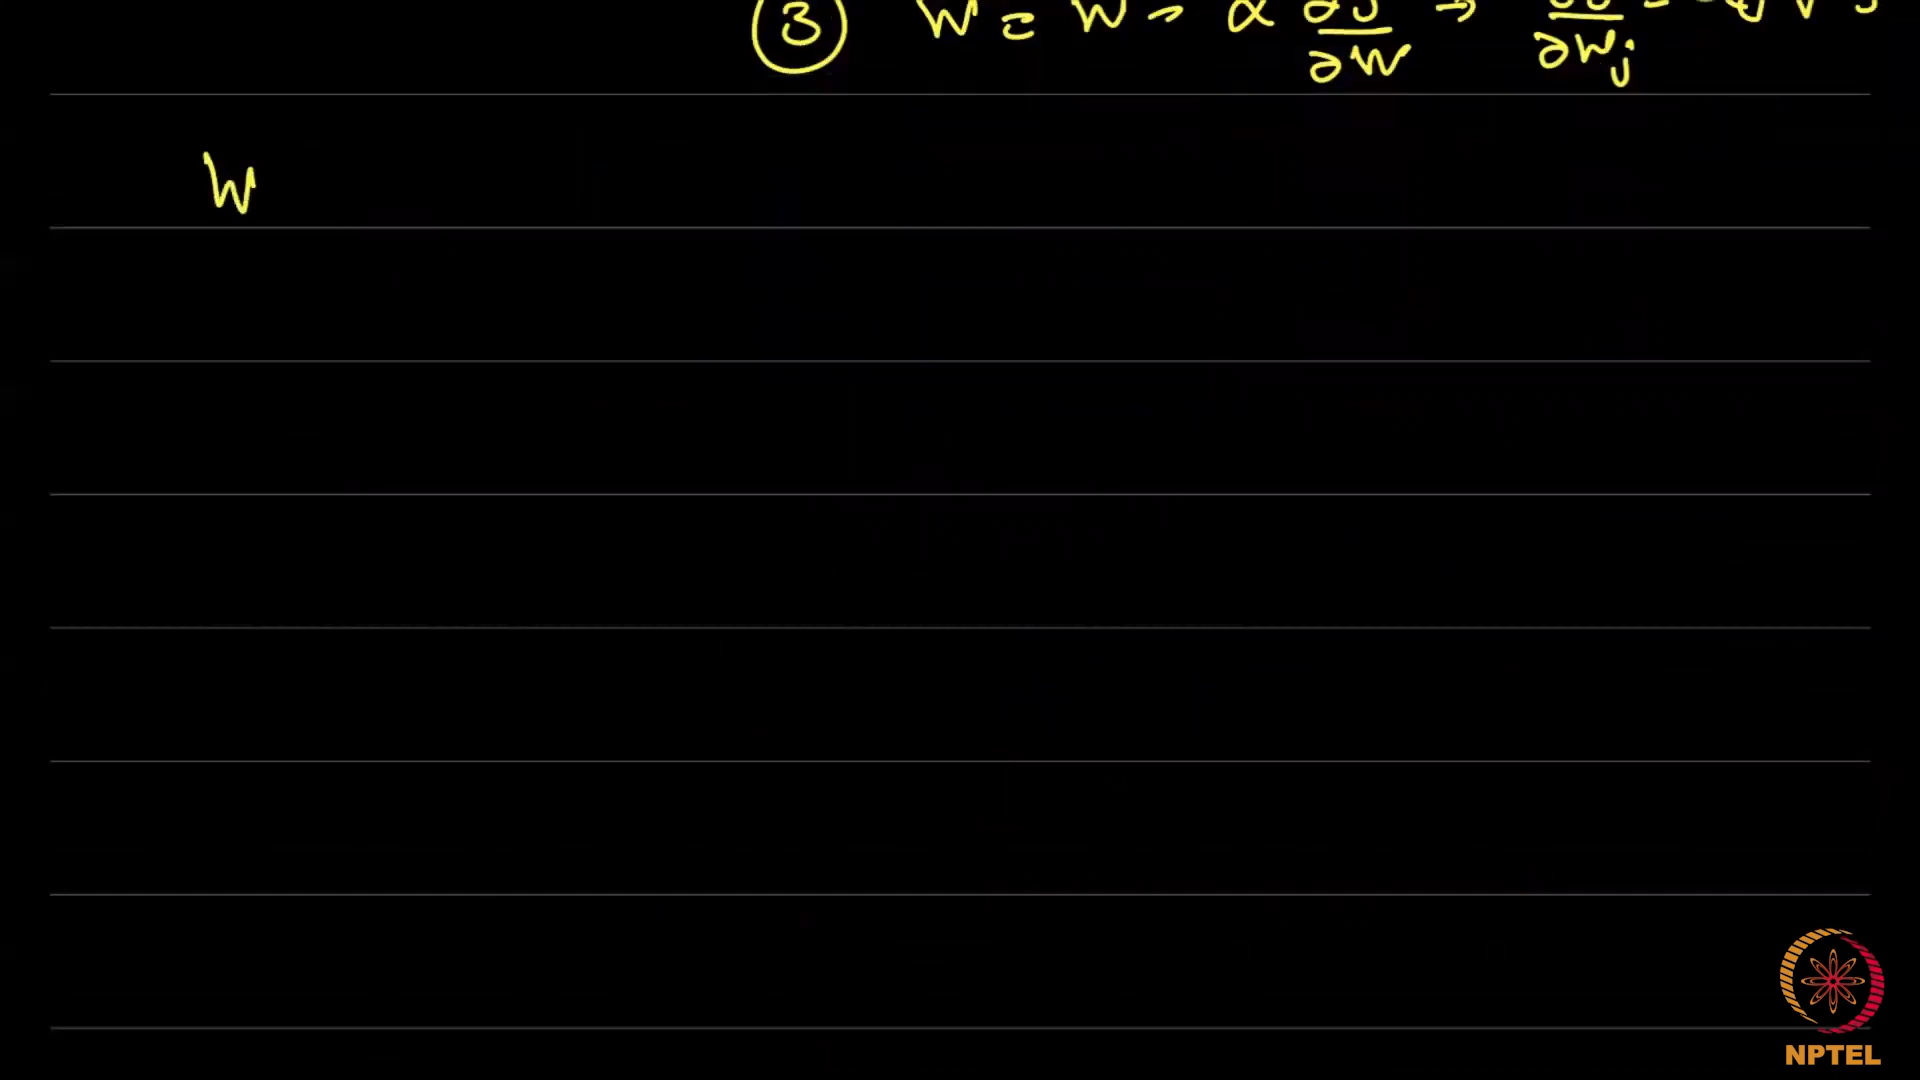 ③ W = W - α ∂J/∂W → ∂J/∂Wj =
W
NPTEL